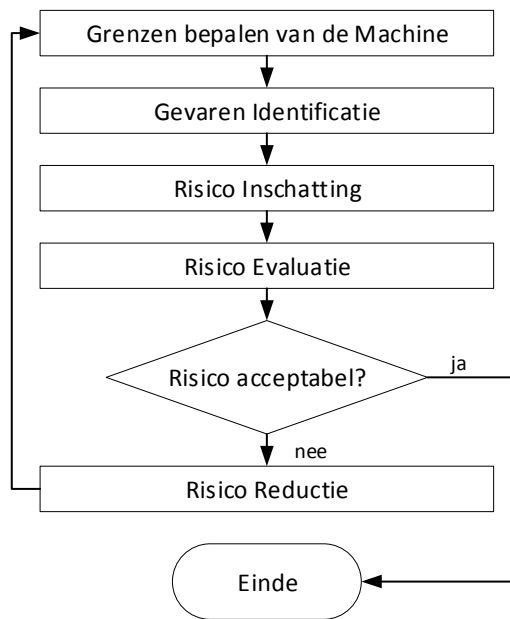 Grenzen bepalen van de Machine
Gevaren Identificatie
Risico Inschatting
Risico Evaluatie
Risico acceptabel?
ja
nee
Risico Reductie
Einde